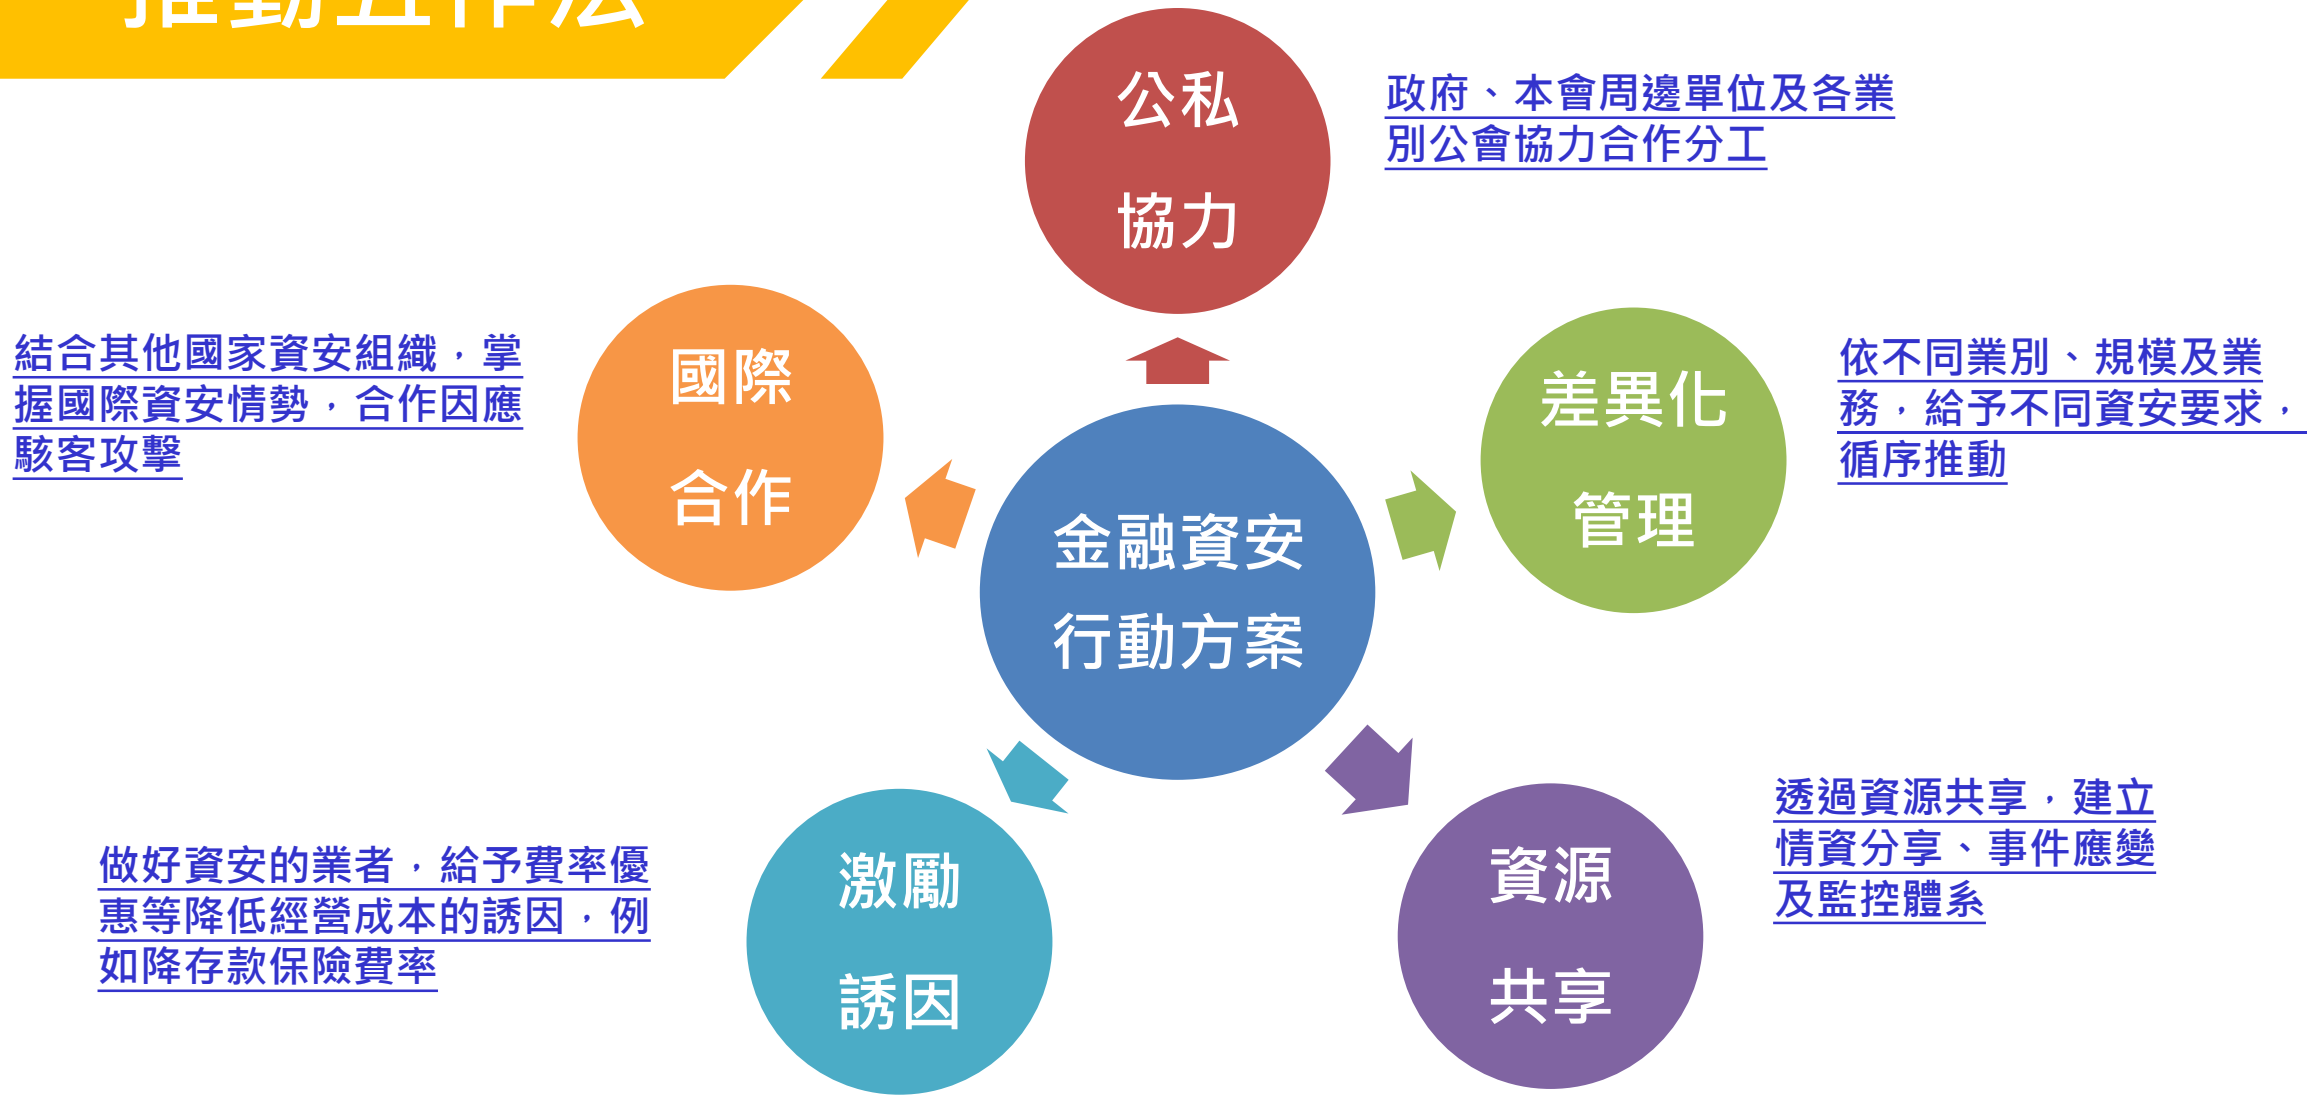 推動五作法
公私
協力
政府、本會周邊單位及各業
別公會協力合作分工
國際
合作
結合其他國家資安組織，掌
握國際資安情勢，合作因應
駭客攻擊
差異化
管理
依不同業別、規模及業
務，給予不同資安要求，
循序推動
金融資安
行動方案
激勵
誘因
做好資安的業者，給予費率優
惠等降低經營成本的誘因，例
如降存款保險費率
資源
共享
透過資源共享，建立
情資分享、事件應變
及監控體系